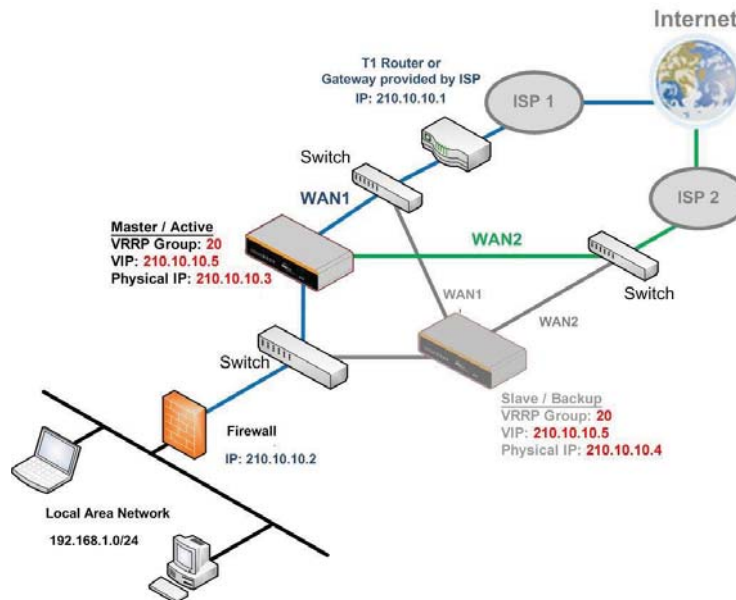 Internet
T1 Router or
Gateway provided by ISP
IP: 210.10.10.1
ISP 1
Switch
WAN1
ISP 2
Master / Active
VRRP Group: 20
VIP: 210.10.10.5
Physical IP: 210.10.10.3
WAN2
Switch
WAN1
WAN2
Switch
Slave / Backup
VRRP Group: 20
VIP: 210.10.10.5
Physical IP: 210.10.10.4
Firewall
IP: 210.10.10.2
Local Area Network
192.168.1.0/24